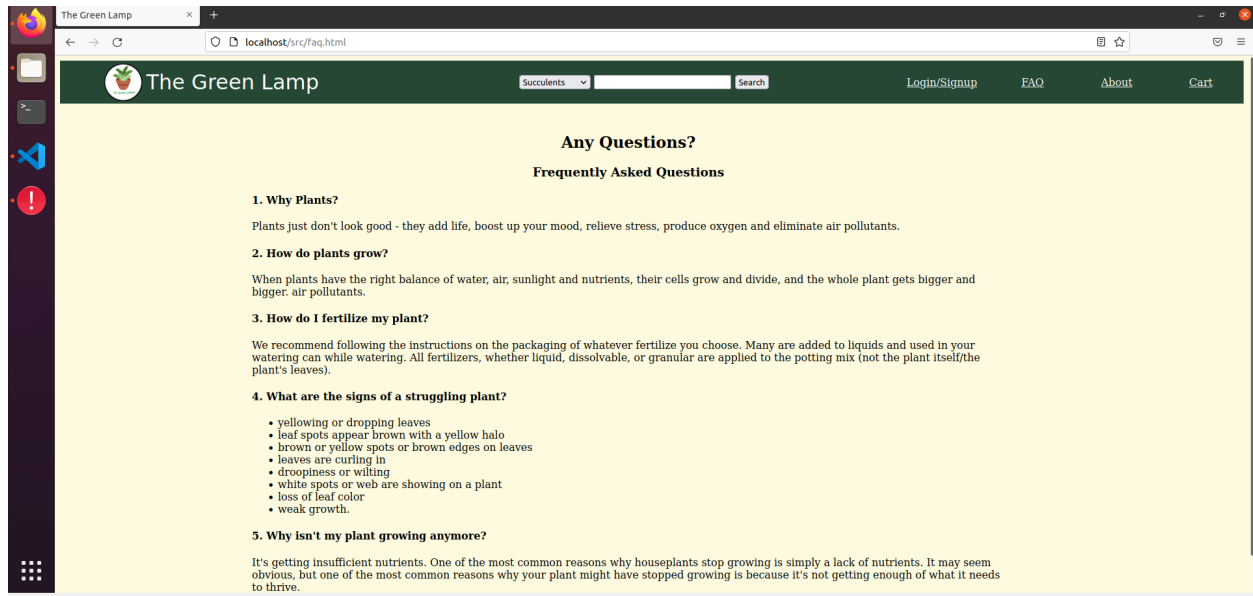 The Green Lamp
localhost/src/faq.html
The Green Lamp
Succulents
Search
Login/Signup
FAQ
About
Cart
Any Questions?
Frequently Asked Questions
1. Why Plants?
Plants just don't look good - they add life, boost up your mood, relieve stress, produce oxygen and eliminate air pollutants.
2. How do plants grow?
When plants have the right balance of water, air, sunlight and nutrients, their cells grow and divide, and the whole plant gets bigger and
bigger. air pollutants.
3. How do I fertilize my plant?
We recommend following the instructions on the packaging of whatever fertilize you choose. Many are added to liquids and used in your
watering can while watering. All fertilizers, whether liquid, dissolvable, or granular are applied to the potting mix (not the plant itself/the
plant's leaves).
4. What are the signs of a struggling plant?
• yellowing or dropping leaves
• leaf spots appear brown with a yellow halo
• brown or yellow spots or brown edges on leaves
• leaves are curling in
• droopiness or wilting
• white spots or web are showing on a plant
• loss of leaf color
• weak growth.
5. Why isn't my plant growing anymore?
It's getting insufficient nutrients. One of the most common reasons why houseplants stop growing is simply a lack of nutrients. It may seem
obvious, but one of the most common reasons why your plant might have stopped growing is because it's not getting enough of what it needs
to thrive.